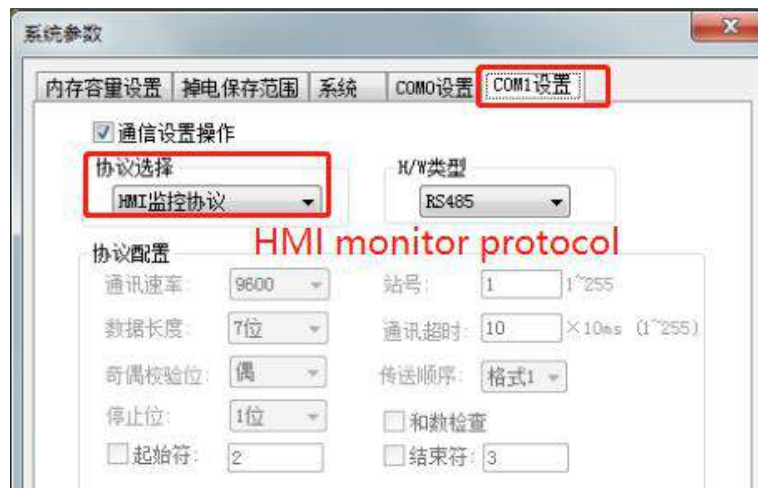 系统参数
内存容量设置 掉电保存范围 系统 COM0设置 COM1设置
通信设置操作
协议选择 H/W类型
HMI监控协议 RS485
HMI monitor protocol
协议配置
通讯速率: 9600 站号: 1 1~255
数据长度: 7位 通讯超时: 10 ×10ms (1~255)
奇偶校验位: 偶 传送顺序: 格式1
停止位: 1位 和数检查
起始符: 2 结束符: 3